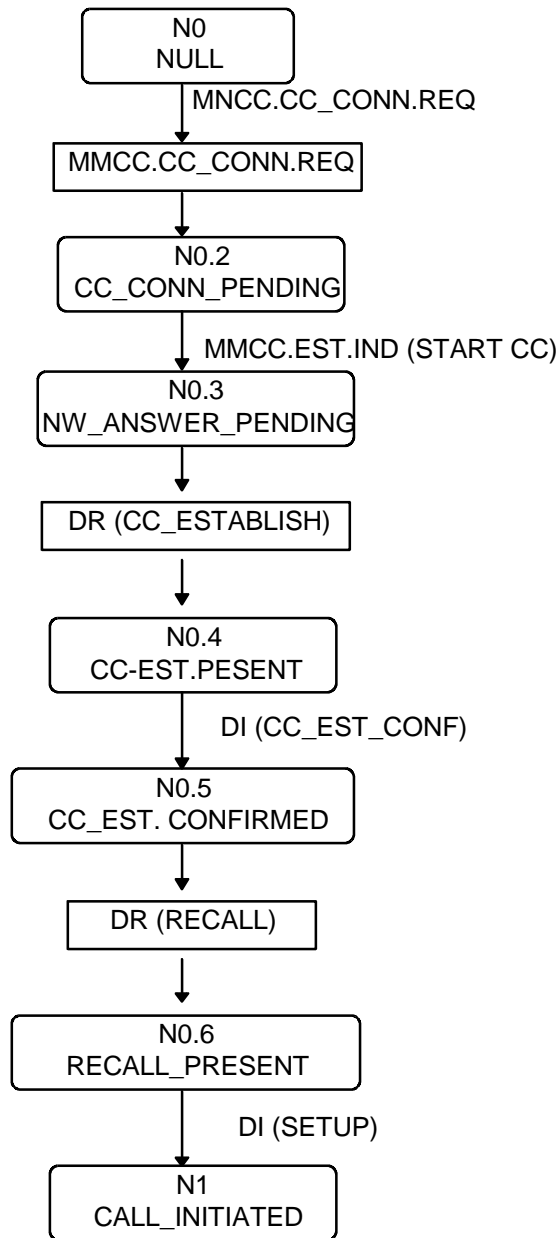 N0
NULL
MNCC.CC_CONN.REQ
MMCC.CC_CONN.REQ
N0.2
CC_CONN_PENDING
MMCC.EST.IND (START CC)
N0.3
NW_ANSWER_PENDING
DR (CC_ESTABLISH)
N0.4
CC-EST.PESENT
DI (CC_EST_CONF)
N0.5
CC_EST. CONFIRMED
DR (RECALL)
N0.6
RECALL_PRESENT
DI (SETUP)
N1
CALL_INITIATED